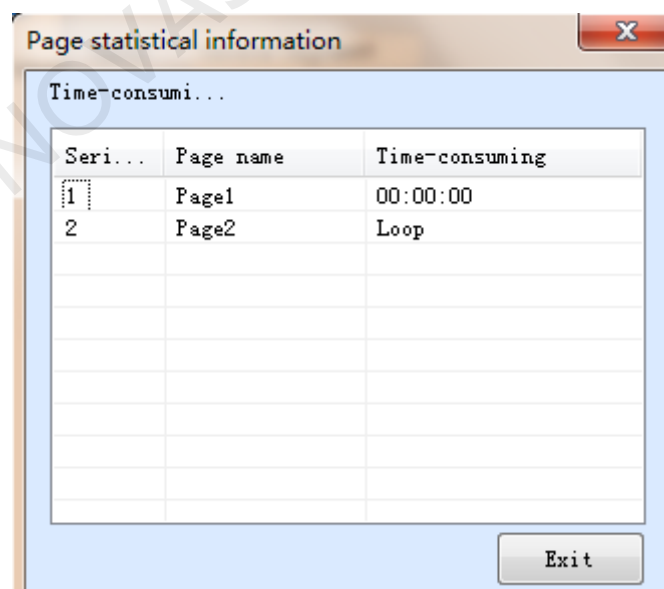 Page statistical information
Time-consumi...
Seri... Page name Time-consuming
1 Page1 00:00:00
2 Page2 Loop
Exit
NOVAS